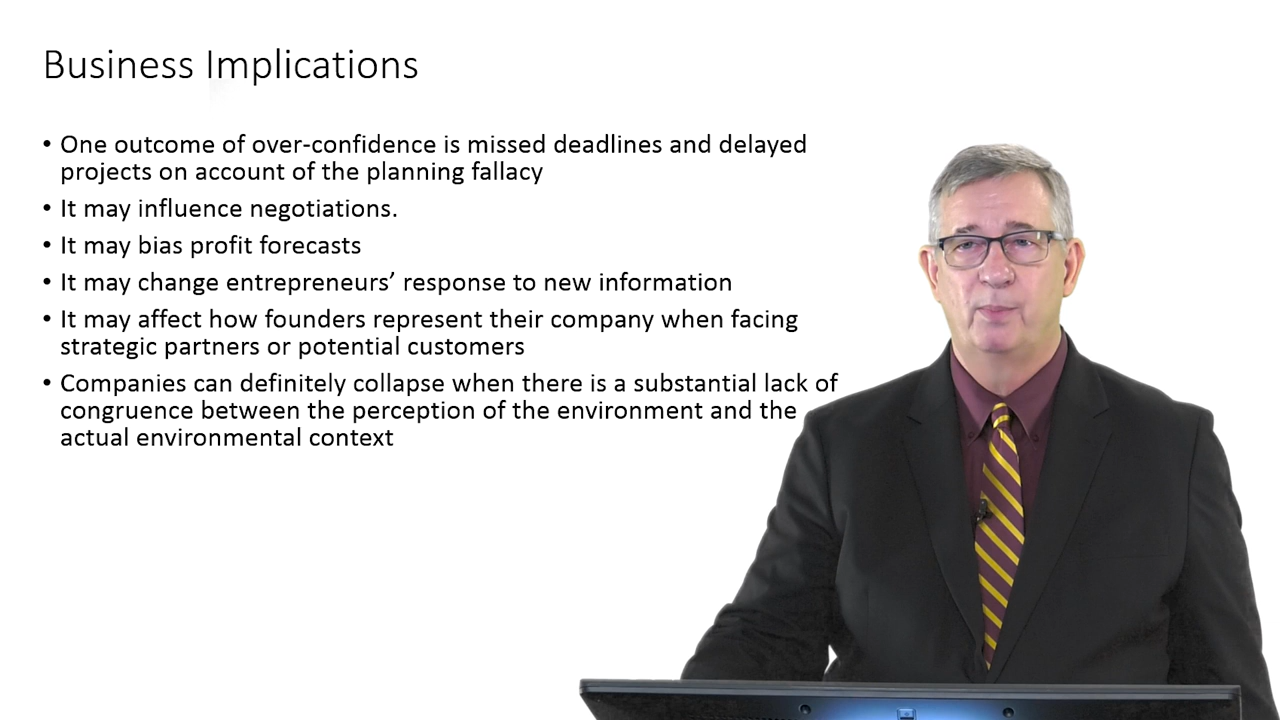 Business Implications
• One outcome of over-confidence is missed deadlines and delayed
projects on account of the planning fallacy
• It may influence negotiations.
• It may bias profit forecasts
• It may change entrepreneurs’ response to new information
• It may affect how founders represent their company when facing
strategic partners or potential customers
• Companies can definitely collapse when there is a substantial lack of
congruence between the perception of the environment and the
actual environmental context